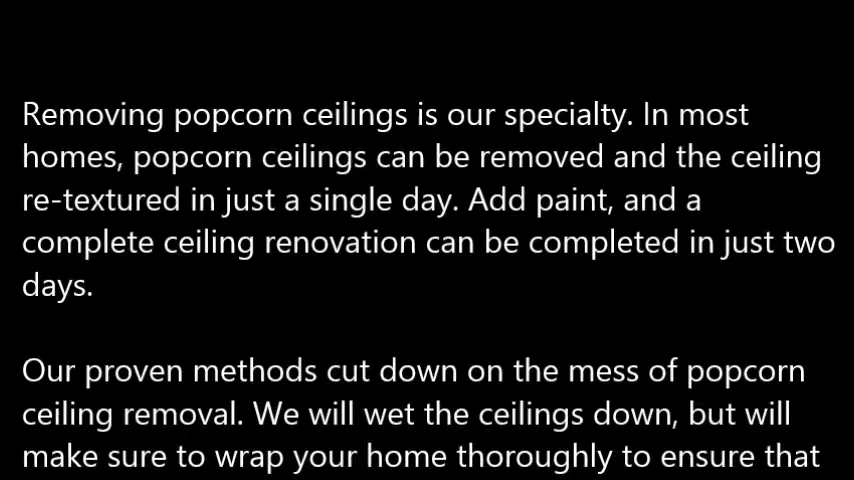 Removing popcorn ceilings is our specialty. In most
homes, popcorn ceilings can be removed and the ceiling
re-textured in just a single day. Add paint, and a
complete ceiling renovation can be completed in just two
days.
Our proven methods cut down on the mess of popcorn
ceiling removal. We will wet the ceilings down, but will
make sure to wrap your home thoroughly to ensure that